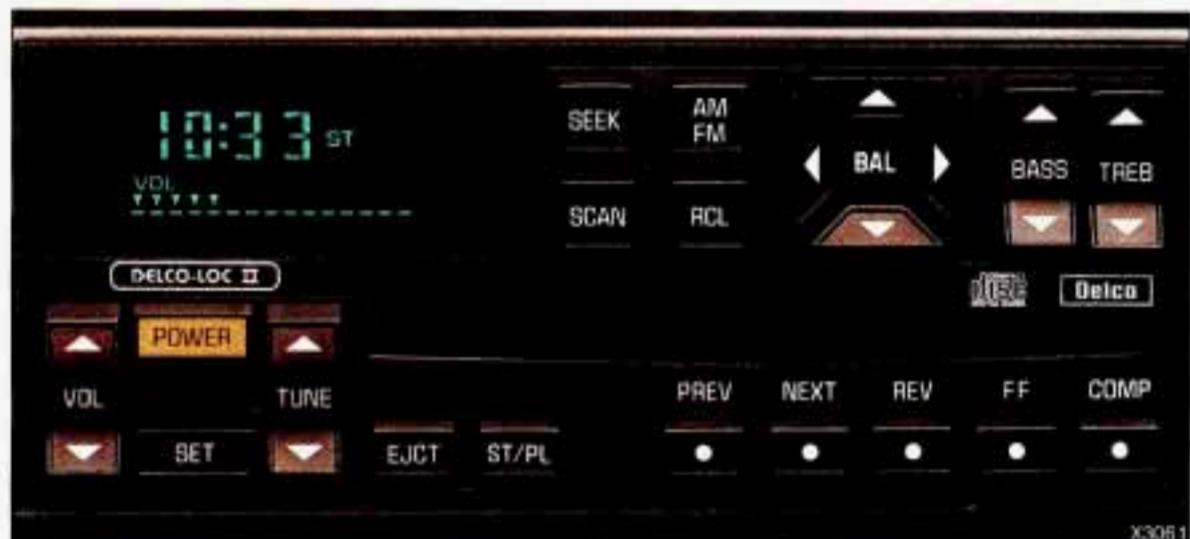 10:33 ST
VOL
DELCO-LOC II
SEEK
AM
FM
BAL
BASS
TREB
SCAN
RCL
disc
Delco
POWER
VOL
TUNE
SET
EJCT
ST/PL
PREV
NEXT
REV
FF
COMP
X3061